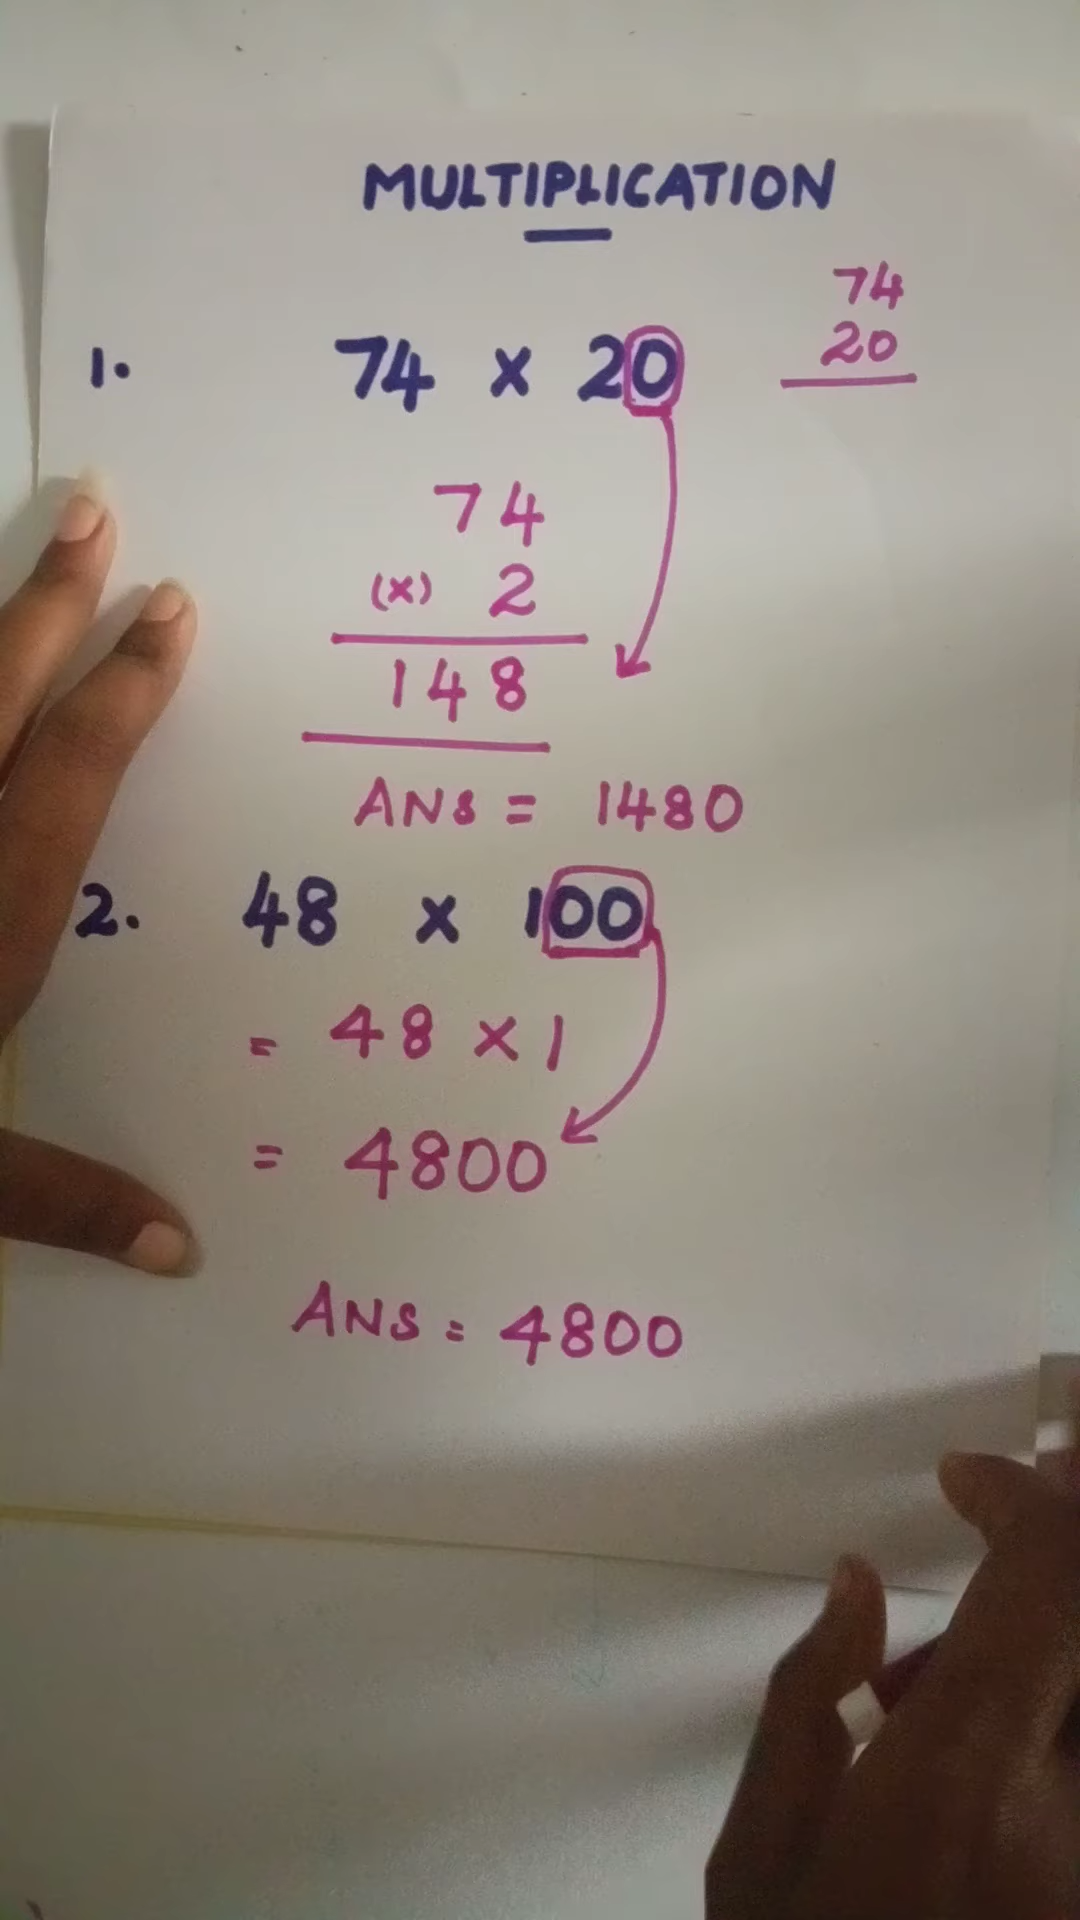 MULTIPLICATION
74
20
1. 74 x 20
74
(x) 2
148
ANS = 1480
2. 48 x 100
= 48 x 1
= 4800
ANS = 4800